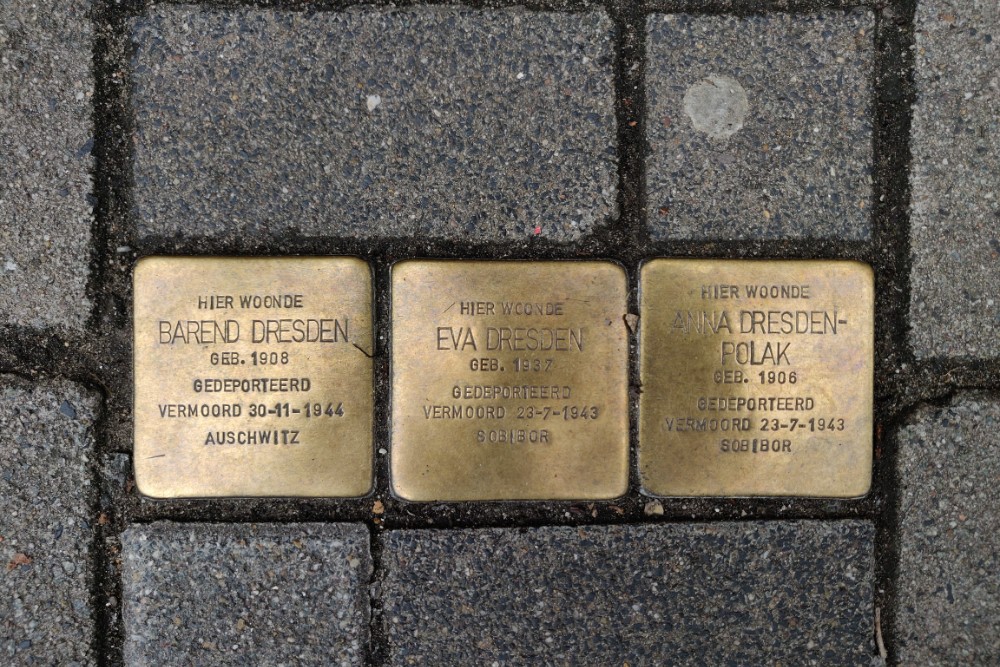 HIER WOONDE
BAREND DRESDEN
GEB. 1908
GEDEPORTEERD
VERMOORD 30-11-1944
AUSCHWITZ
HIER WOONDE
EVA DRESDEN
GEB. 1937
GEDEPORTEERD
VERMOORD 23-7-1943
SOBIBOR
HIER WOONDE
ANNA DRESDEN-
POLAK
GEB. 1906
GEDEPORTEERD
VERMOORD 23-7-1943
SOBIBOR